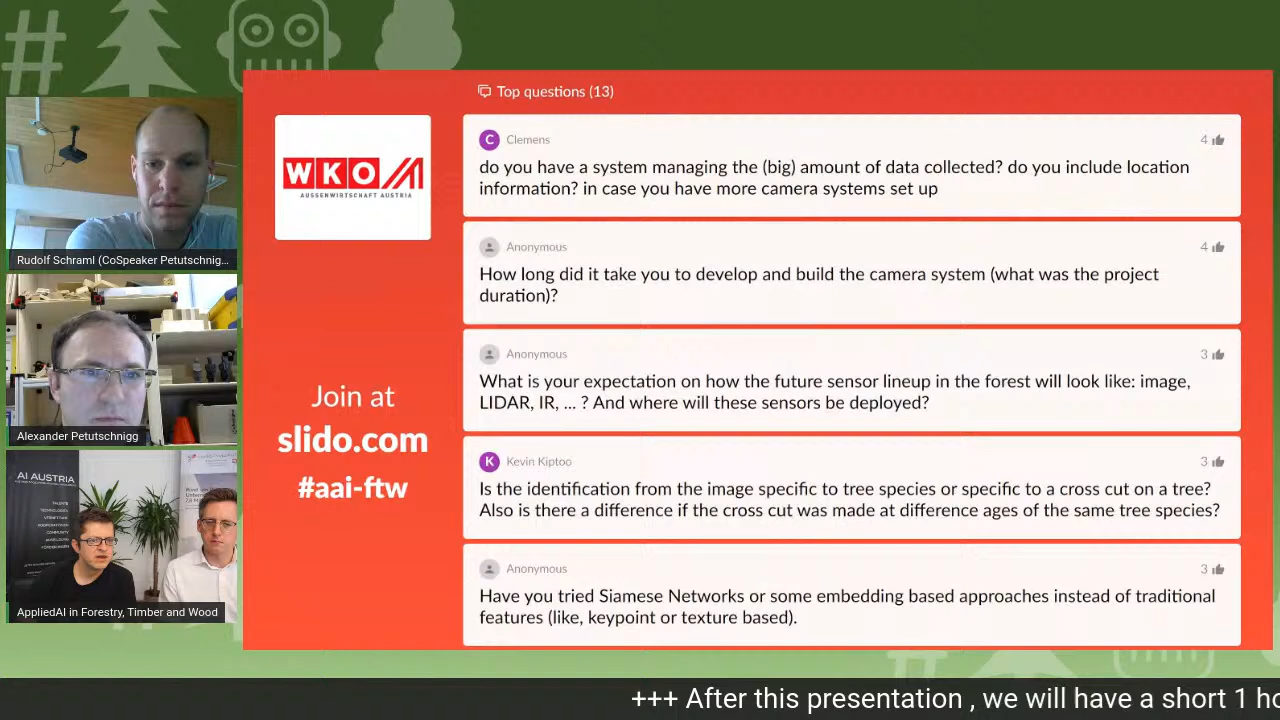 Top questions (13)
C Clemens 4
do you have a system managing the (big) amount of data collected? do you include location
information? in case you have more camera systems set up
Anonymous 4
How long did it take you to develop and build the camera system (what was the project
duration)?
Anonymous 3
What is your expectation on how the future sensor lineup in the forest will look like: image,
LIDAR, IR, ... ? And where will these sensors be deployed?
K Kevin Kiptoo 3
Is the identification from the image specific to tree species or specific to a cross cut on a tree?
Also is there a difference if the cross cut was made at difference ages of the same tree species?
Anonymous 3
Have you tried Siamese Networks or some embedding based approaches instead of traditional
features (like, keypoint or texture based).
WKO
AUSSENWIRTSCHAFT AUSTRIA
Join at
slido.com
#aai-ftw
Rudolf Schraml (CoSpeaker Petutschnig...
Alexander Petutschnigg
AI AUSTRIA
AppliedAI in Forestry, Timber and Wood
+++ After this presentation , we will have a short 1 ho